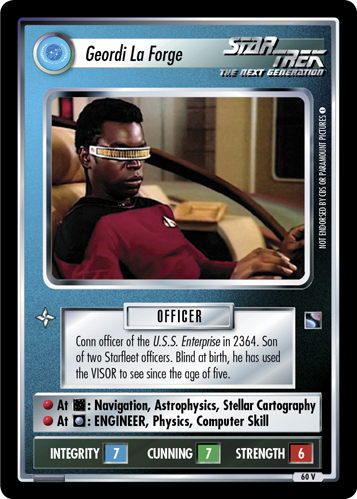 Geordi La Forge
STAR TREK
THE NEXT GENERATION
NOT ENDORSED BY CBS OR PARAMOUNT PICTURES
OFFICER
Conn officer of the U.S.S. Enterprise in 2364. Son
of two Starfleet officers. Blind at birth, he has used
the VISOR to see since the age of five.
At : Navigation, Astrophysics, Stellar Cartography
At : ENGINEER, Physics, Computer Skill
INTEGRITY 7 CUNNING 7 STRENGTH 6
60 V